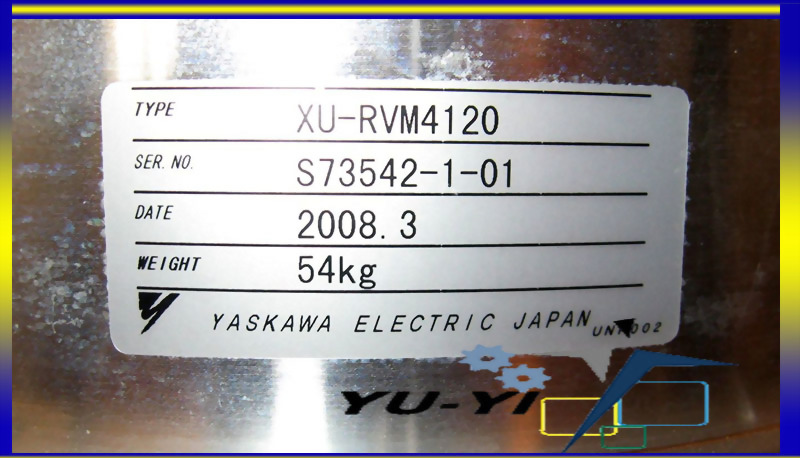 TYPE XU-RVM4120
SER. NO. S73542-1-01
DATE 2008.3
WEIGHT 54kg
YASKAWA ELECTRIC JAPAN
YU-YI